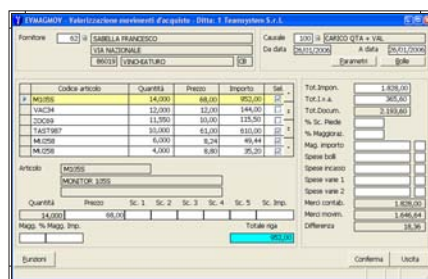 EVMAGMOV - Valorizzazione movimenti d'acquisto - Ditta: 1 Teamsystem S.r.l.
Fornitore 62 SABELLA FRANCESCO Causale 100 CARICO QTA + VAL
VIA NAZIONALE Da data 26/01/2006 A data 26/01/2006
86019 VINCHIATURO CB Parametri Bolle
Codice articolo Quantità Prezzo Importo Sel.
M105S 14,000 68,00 952,00
VAC34 12,000 12,00 144,00
ZOC89 11,550 10,00 115,50
TAST987 10,000 61,00 610,00
MU258 6,000 8,24 49,44
MU258 4,000 8,80 35,20
Tot.Impon. 1.828,00
Tot.I.v.a. 365,60
Tot.Docum. 2.193,60
% Sc. Piede
% Maggioraz.
Mag. importo
Spese bolli
Spese incasso
Spese varie 1
Spese varie 2
Merci contab. 1.828,00
Merci movim. 1.646,64
Differenza 18,36
Articolo M105S
MONITOR 105S
Quantità Prezzo Sc. 1 Sc. 2 Sc. 3 Sc. 4 Sc. 5 Sc. Imp.
14,000 68,00
Magg. % Magg. Imp. Totale riga
952,00
Funzioni Conferma Uscita